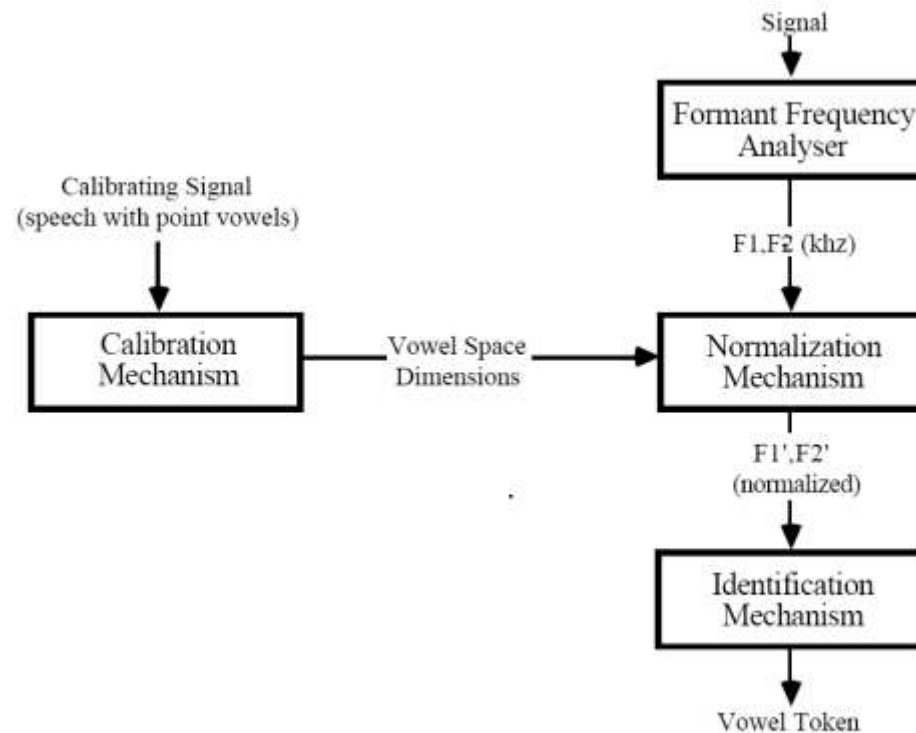 Signal
Formant Frequency
Analyser
Calibrating Signal
(speech with point vowels)
F1,F2 (khz)
Calibration
Mechanism
Vowel Space
Dimensions
Normalization
Mechanism
F1',F2'
(normalized)
Identification
Mechanism
Vowel Token